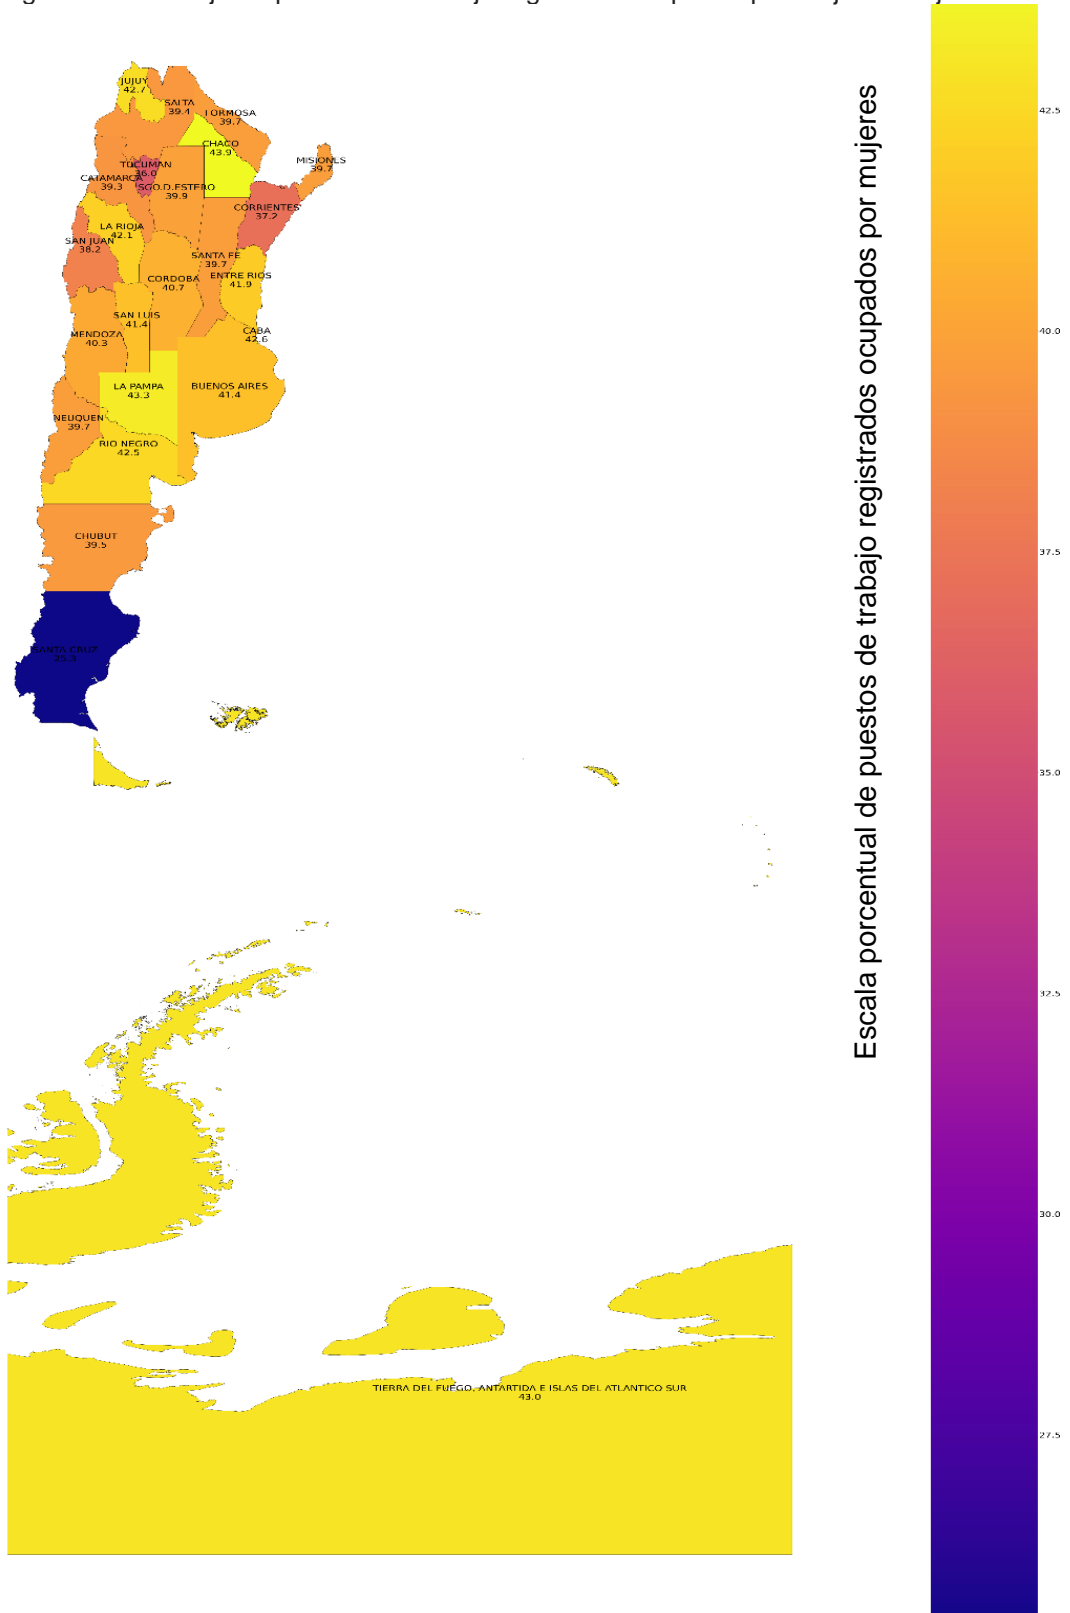 JUJUY
42.7
SALTA
39.4
FORMOSA
39.7
CHACO
43.9
MISIONES
39.7
TUCUMAN
36.0
CATAMARCA
39.3
SGO.D.ESTERO
39.9
CORRIENTES
37.2
LA RIOJA
42.1
SAN JUAN
38.2
SANTA FE
39.7
CORDOBA
40.7
ENTRE RIOS
41.9
SAN LUIS
41.4
MENDOZA
40.3
CABA
42.6
LA PAMPA
43.3
BUENOS AIRES
41.4
NEUQUEN
39.7
RIO NEGRO
42.5
CHUBUT
39.5
SANTA CRUZ
25.3
TIERRA DEL FUEGO, ANTARTIDA E ISLAS DEL ATLANTICO SUR
43.0
Escala porcentual de puestos de trabajo registrados ocupados por mujeres
42.5
40.0
37.5
35.0
32.5
30.0
27.5